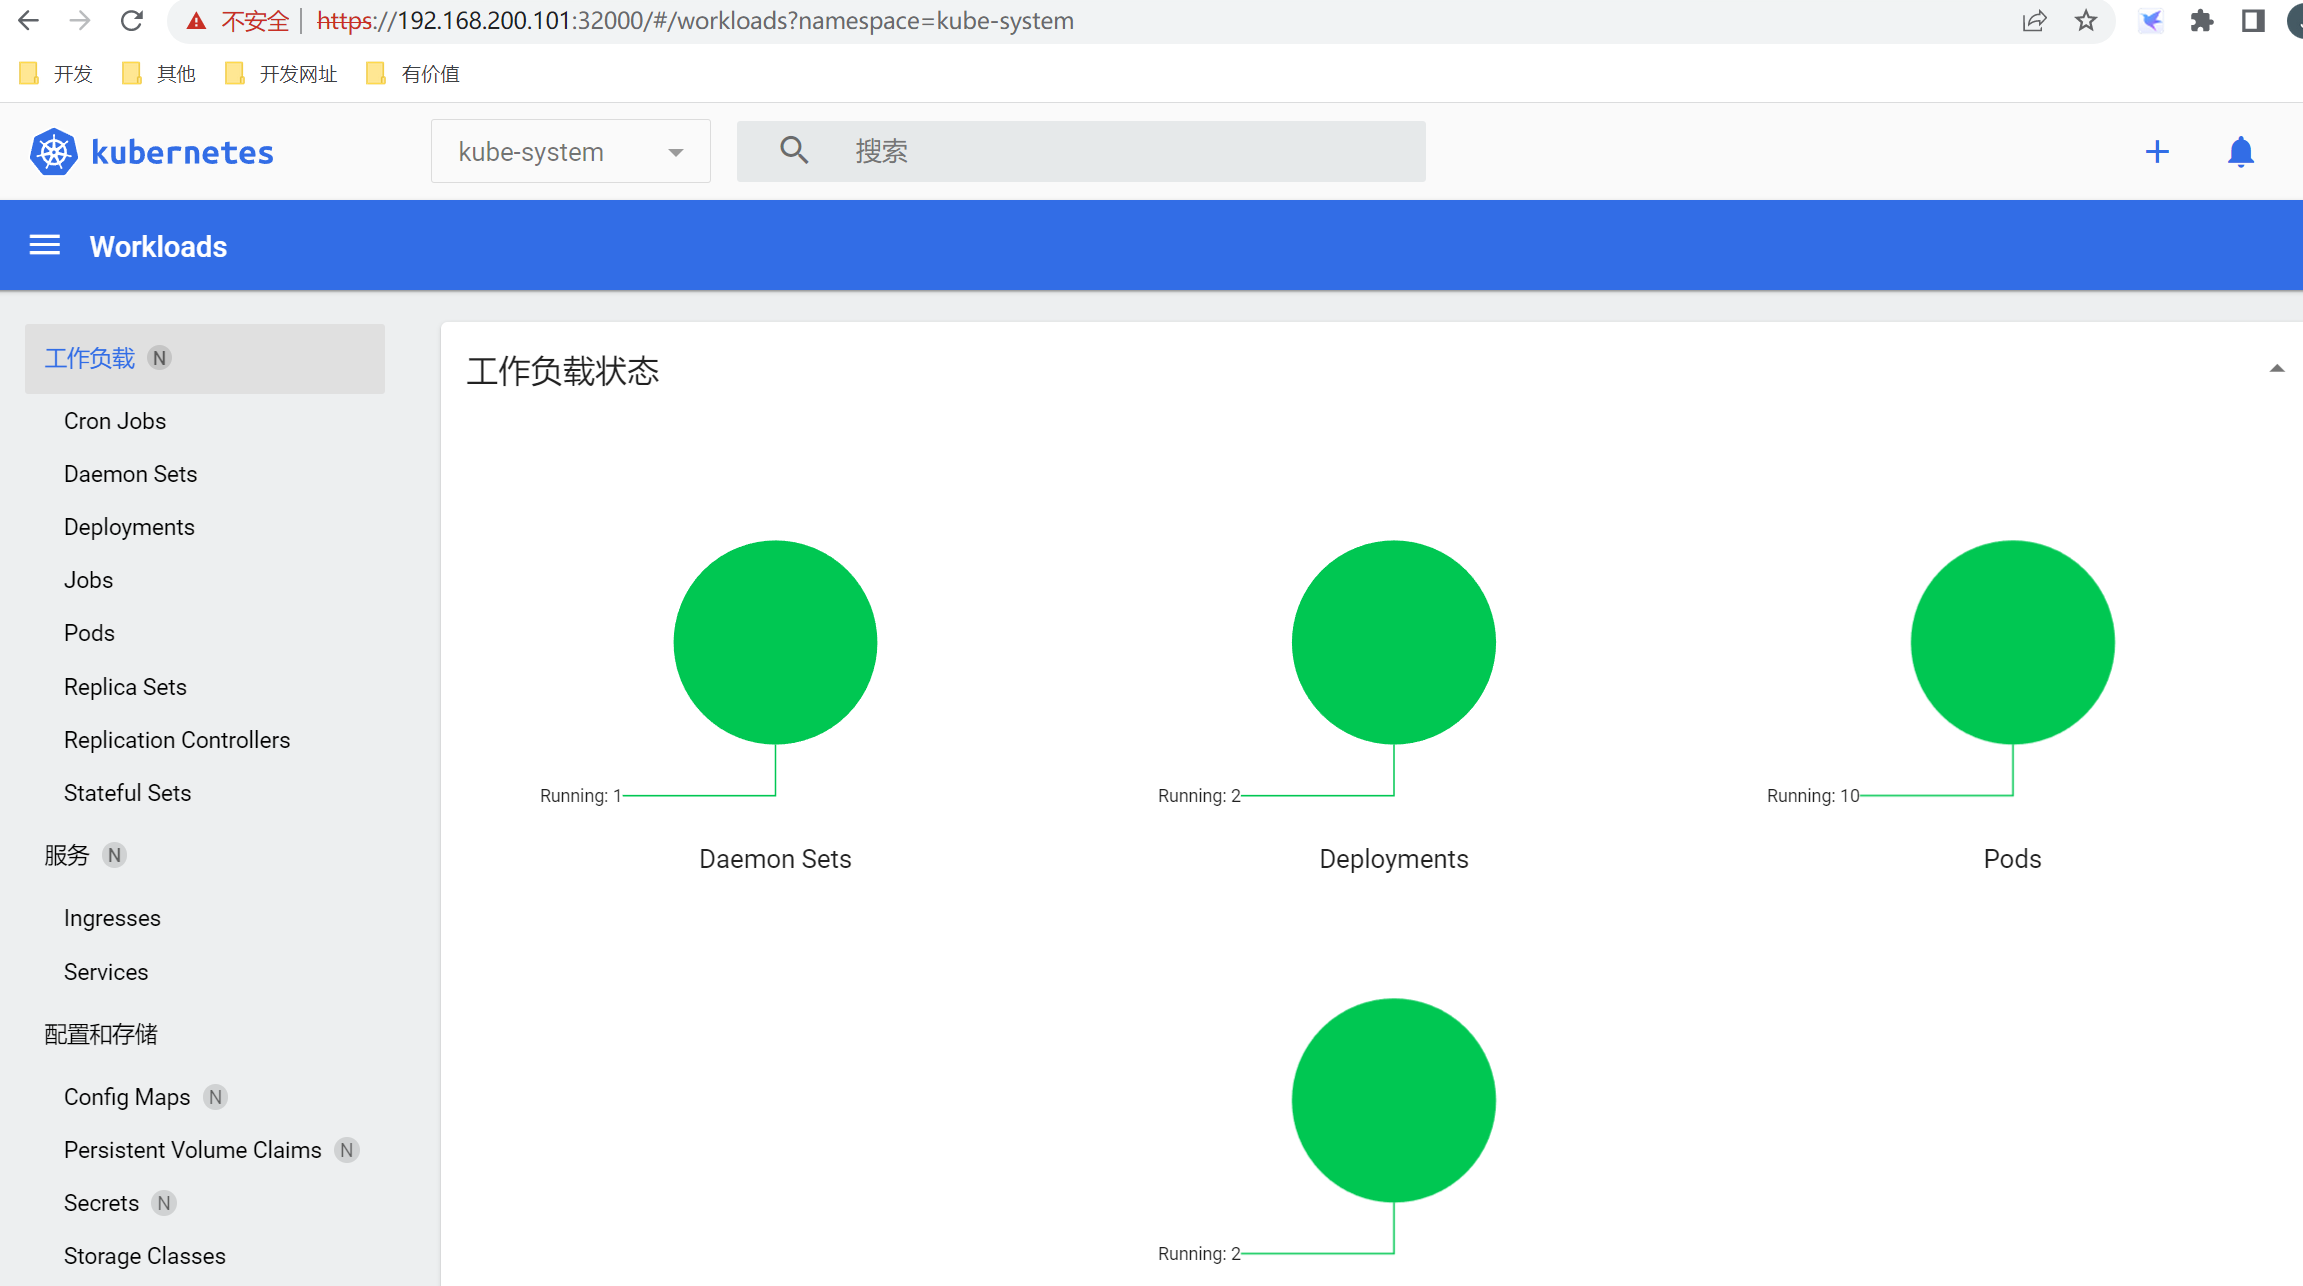 不安全 https://192.168.200.101:32000/#/workloads?namespace=kube-system
开发 其他 开发网址 有价值
kubernetes kube-system 搜索
Workloads
工作负载 N
Cron Jobs
Daemon Sets
Deployments
Jobs
Pods
Replica Sets
Replication Controllers
Stateful Sets
服务 N
Ingresses
Services
配置和存储
Config Maps N
Persistent Volume Claims N
Secrets N
Storage Classes
工作负载状态
Running: 1
Daemon Sets
Running: 2
Deployments
Running: 10
Pods
Running: 2